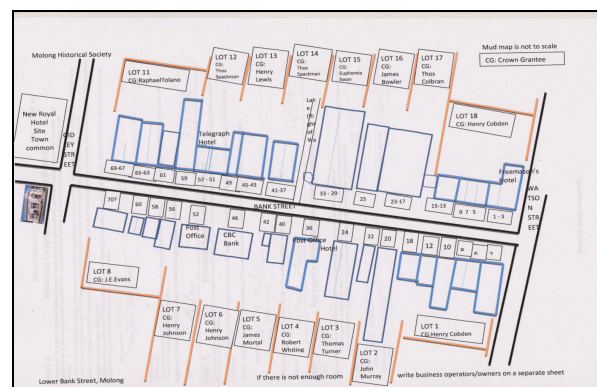 Molong Historical Society
Mud map is not to scale
CG: Crown Grantee
LOT 11
CG:RaphaelTolano
LOT 12
CG:
Thos
Spackman
LOT 13
CG:
Henry
Lewis
LOT 14
CG:
Thos
Spackman
LOT 15
CG:
Euphemia
Swan
LOT 16
CG:
James
Bowler
LOT 17
CG:
Thos
Colbran
LOT 18
CG: Henry Cobden
New Royal
Hotel
Site
Town
common
Telegraph
Hotel
Freemason's
Hotel
WA
TSO
N
STR
EET
69-67
65-63
61
59
57 - 51
49
45-43
41-37
33 - 29
25
23-17
15-13
9 7 5
1 - 3
BANK STREET
60
58
56
52
46
42
40
36
24
22
20
18
12
10
Post
Office
CBC
Bank
Post Office
Hotel
LOT 8
CG: J.E.Evans
LOT 7
CG:
Henry
Johnson
LOT 6
CG:
Henry
Johnson
LOT 5
CG:
James
Mortal
LOT 4
CG:
Robert
Whiting
LOT 3
CG:
Thomas
Turner
LOT 2
CG:
John
Murray
LOT 1
CG:Henry Cobden
Lower Bank Street, Molong
If there is not enough room
write business operators/owners on a separate sheet